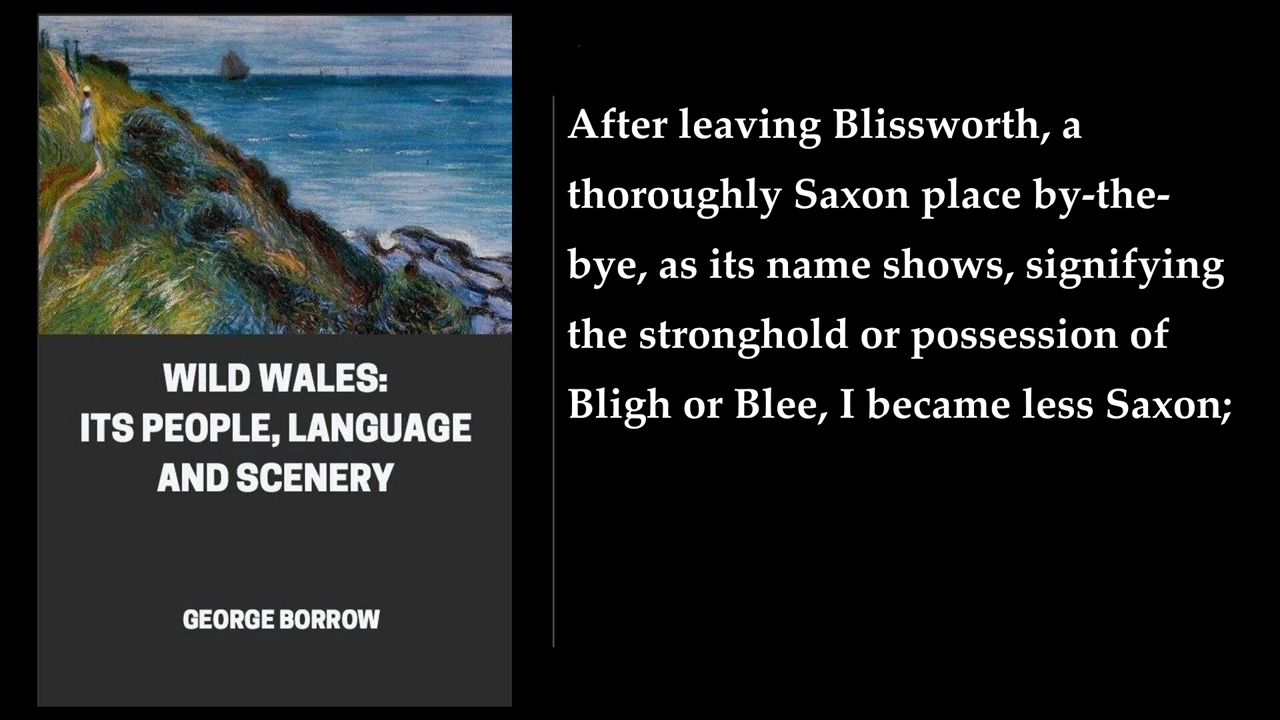 WILD WALES:
ITS PEOPLE, LANGUAGE
AND SCENERY
GEORGE BORROW
After leaving Blissworth, a
thoroughly Saxon place by-the-
bye, as its name shows, signifying
the stronghold or possession of
Bligh or Blee, I became less Saxon;